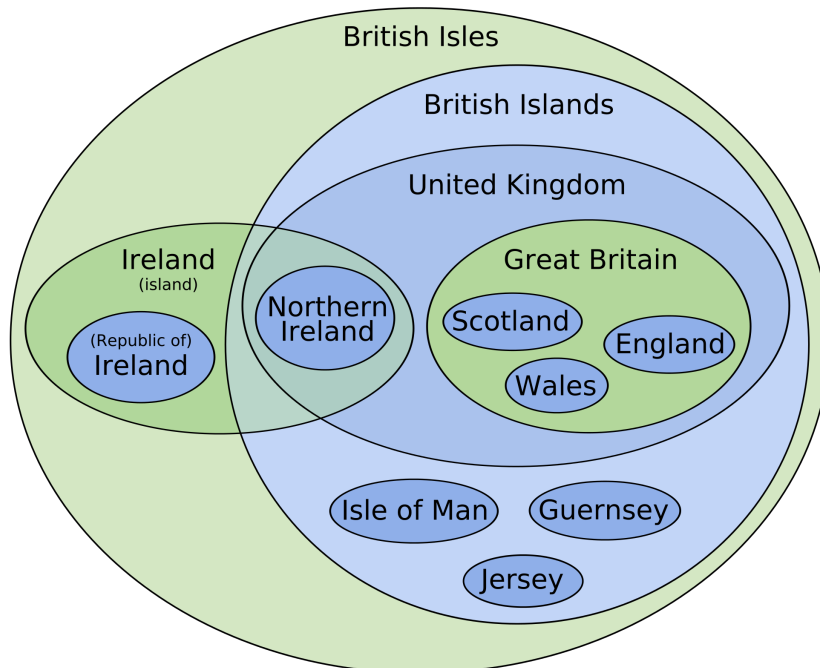 British Isles
British Islands
United Kingdom
Ireland
(island)
Great Britain
Northern
Ireland
Scotland
(Republic of)
Ireland
England
Wales
Isle of Man
Guernsey
Jersey